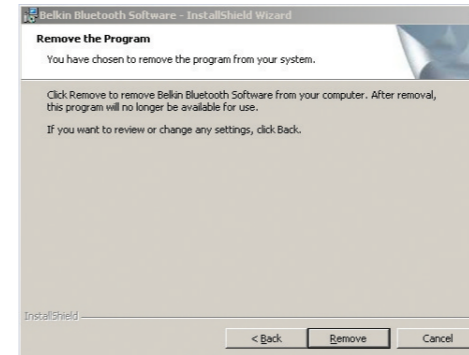 Belkin Bluetooth Software - InstallShield Wizard
Remove the Program
You have chosen to remove the program from your system.
Click Remove to remove Belkin Bluetooth Software from your computer. After removal,
this program will no longer be available for use.
If you want to review or change any settings, click Back.
InstallShield
< Back Remove Cancel